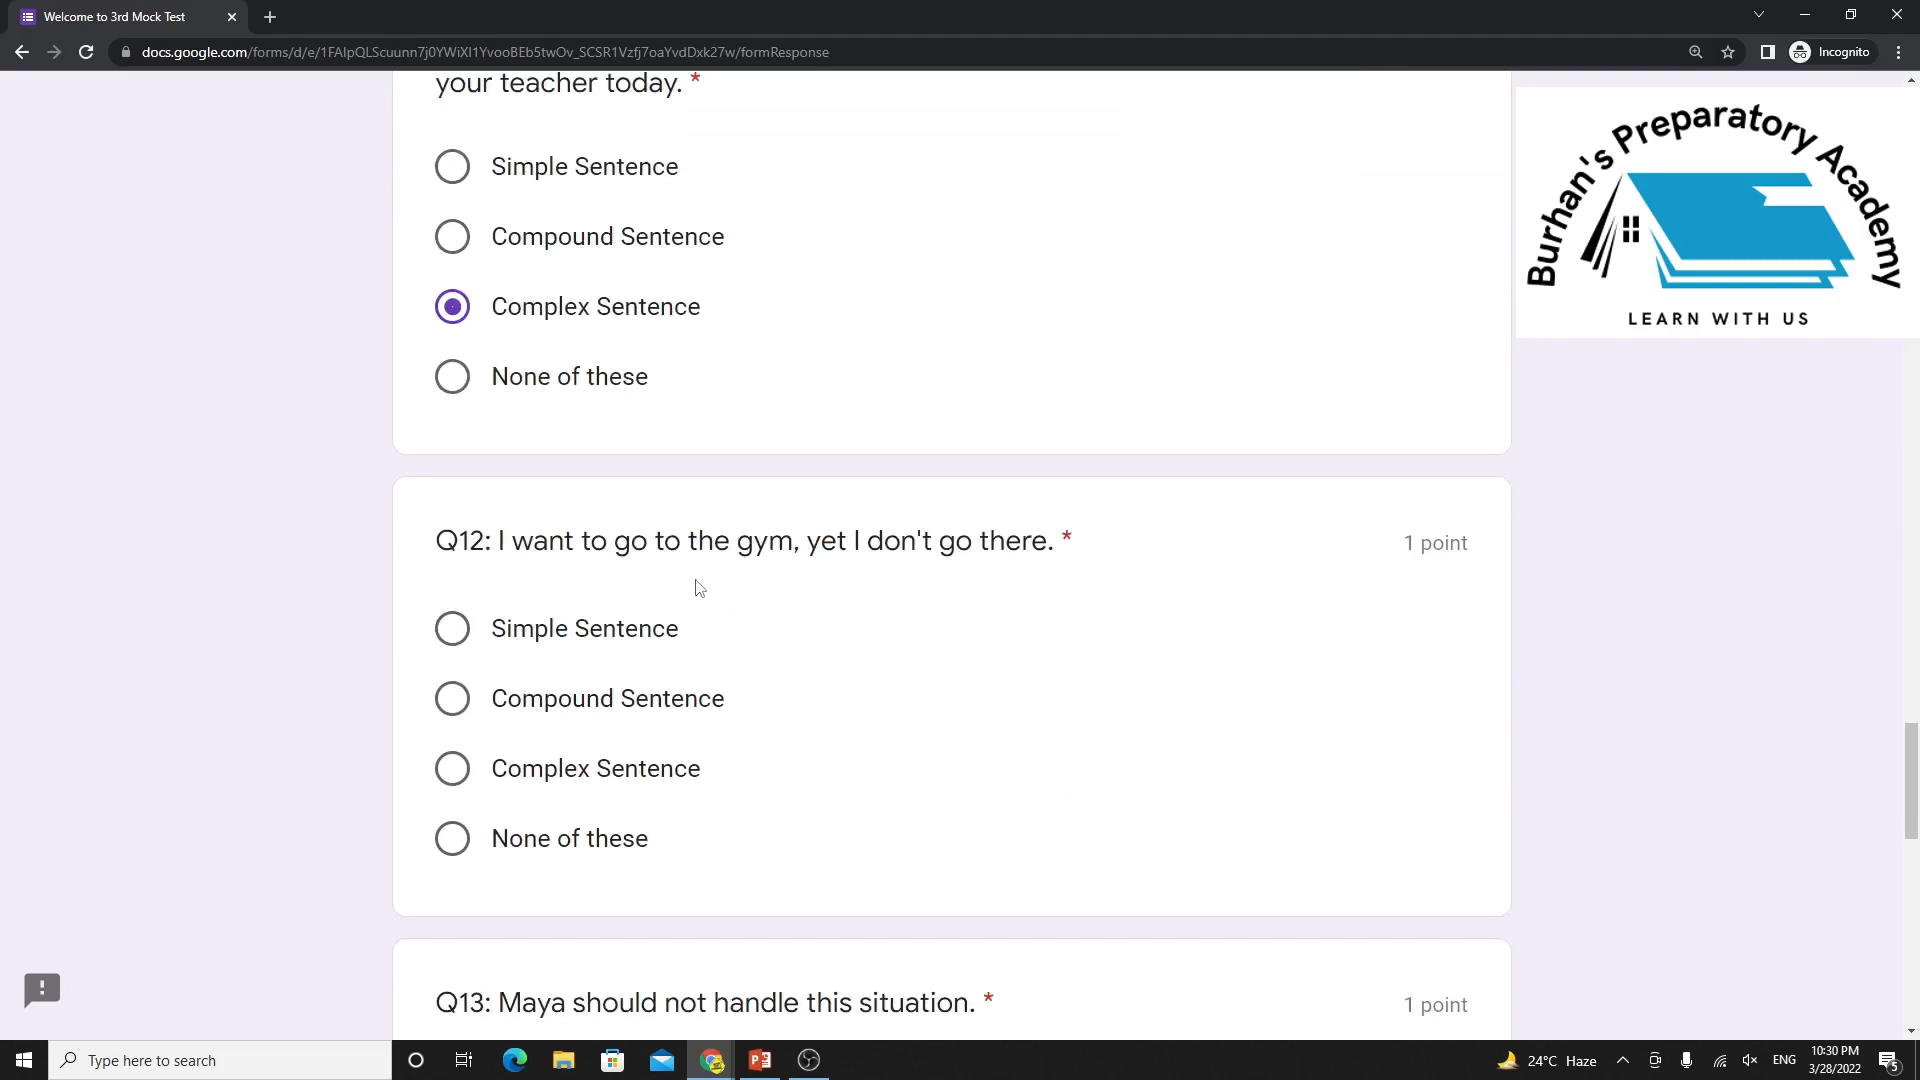 Welcome to 3rd Mock Test
docs.google.com/forms/d/e/1FAIpQLScuunn7j0YWiXl1YvooBEb5twOv_SCSR1Vzfj7oaYvdDxk27w/formResponse
Incognito
your teacher today. *
Simple Sentence
Compound Sentence
Complex Sentence
None of these
Burhan's Preparatory Academy
LEARN WITH US
Q12: I want to go to the gym, yet I don't go there. *
1 point
Simple Sentence
Compound Sentence
Complex Sentence
None of these
Q13: Maya should not handle this situation. *
1 point
Type here to search
24°C Haze
ENG
10:30 PM
3/28/2022
5